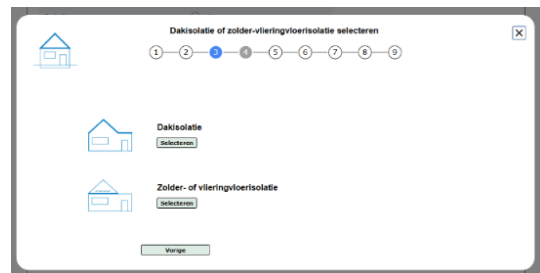 Dakisolatie of zolder-vlieringvloerisolatie selecteren
1 2 3 4 5 6 7 8 9
Dakisolatie
Selecteren
Zolder- of vlieringvloerisolatie
Selecteren
Vorige